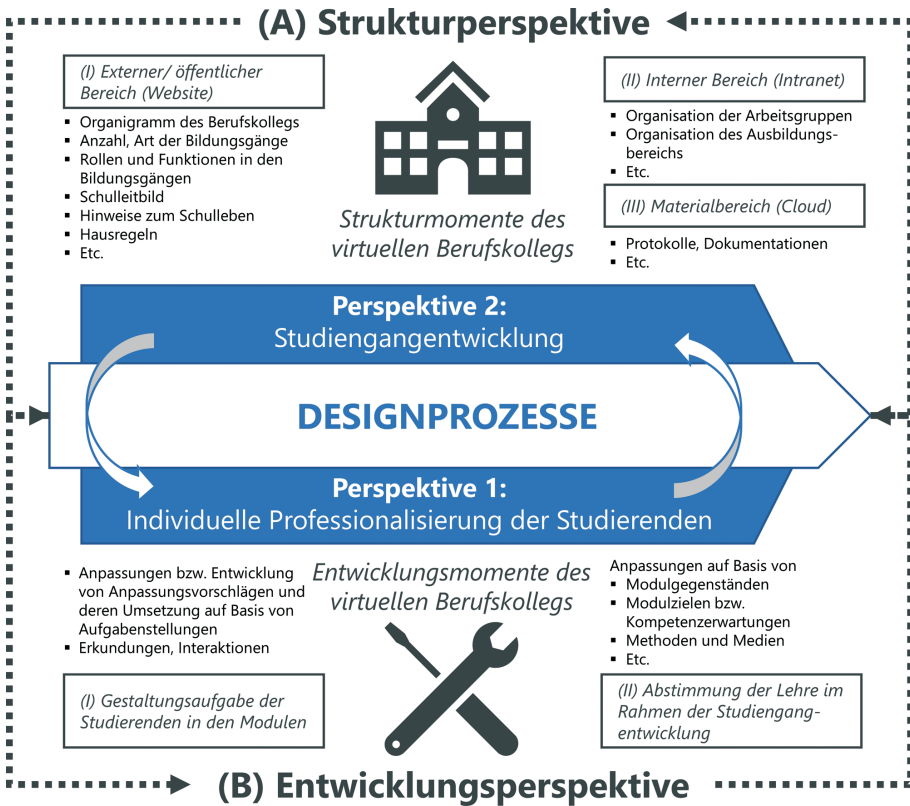 (A) Strukturperspektive
(I) Externer/ öffentlicher
Bereich (Website)
▪ Organigramm des Berufskollegs
▪ Anzahl, Art der Bildungsgänge
▪ Rollen und Funktionen in den
Bildungsgängen
▪ Schulleitbild
▪ Hinweise zum Schulleben
▪ Hausregeln
▪ Etc.
Strukturmomente des
virtuellen Berufskollegs
(II) Interner Bereich (Intranet)
▪ Organisation der Arbeitsgruppen
▪ Organisation des Ausbildungs-
bereichs
▪ Etc.
(III) Materialbereich (Cloud)
▪ Protokolle, Dokumentationen
▪ Etc.
Perspektive 2:
Studiengangentwicklung
DESIGNPROZESSE
Perspektive 1:
Individuelle Professionalisierung der Studierenden
▪ Anpassungen bzw. Entwicklung
von Anpassungsvorschlägen und
deren Umsetzung auf Basis von
Aufgabenstellungen
▪ Erkundungen, Interaktionen
(I) Gestaltungsaufgabe der
Studierenden in den Modulen
Entwicklungsmomente des
virtuellen Berufskollegs
Anpassungen auf Basis von
▪ Modulgegenständen
▪ Modulzielen bzw.
Kompetenzerwartungen
▪ Methoden und Medien
▪ Etc.
(II) Abstimmung der Lehre im
Rahmen der Studiengang-
entwicklung
(B) Entwicklungsperspektive